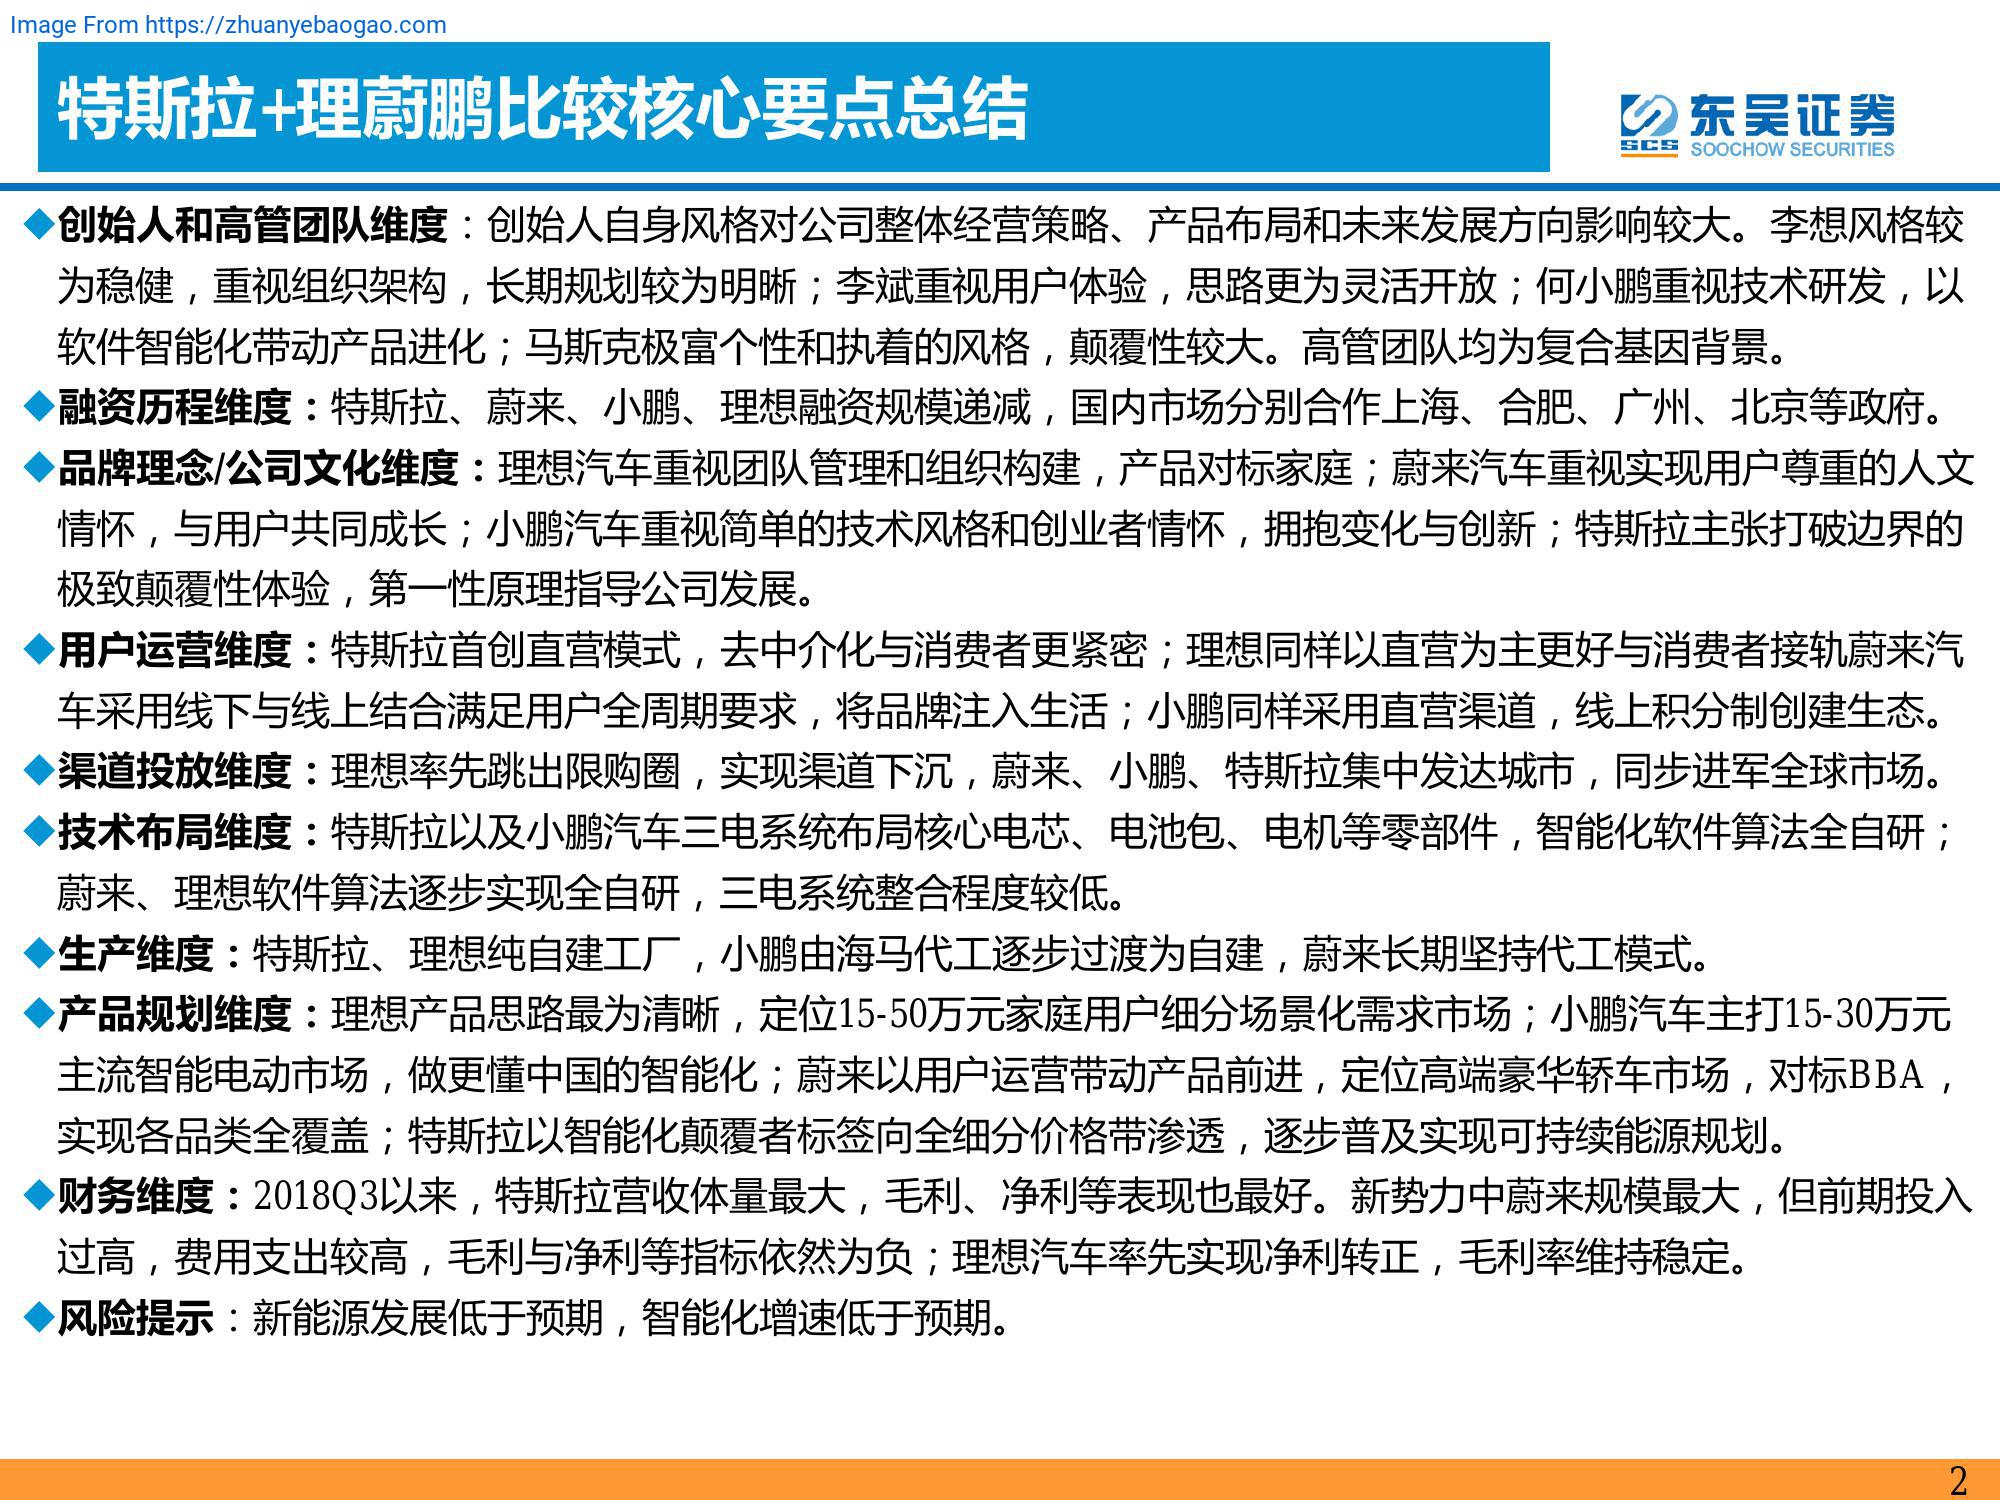 Image From https://zhuanyebaogao.com
特斯拉+理蔚鹏比较核心要点总结
东吴证券
SCS
SOOCHOW SECURITIES
◆创始人和高管团队维度：创始人自身风格对公司整体经营策略、产品布局和未来发展方向影响较大。李想风格较
为稳健，重视组织架构，长期规划较为明晰；李斌重视用户体验，思路更为灵活开放；何小鹏重视技术研发，以
软件智能化带动产品进化；马斯克极富个性和执着的风格，颠覆性较大。高管团队均为复合基因背景。
◆融资历程维度：特斯拉、蔚来、小鹏、理想融资规模递减，国内市场分别合作上海、合肥、广州、北京等政府。
◆品牌理念/公司文化维度：理想汽车重视团队管理和组织构建，产品对标家庭；蔚来汽车重视实现用户尊重的人文
情怀，与用户共同成长；小鹏汽车重视简单的技术风格和创业者情怀，拥抱变化与创新；特斯拉主张打破边界的
极致颠覆性体验，第一性原理指导公司发展。
◆用户运营维度：特斯拉首创直营模式，去中介化与消费者更紧密；理想同样以直营为主更好与消费者接轨蔚来汽
车采用线下与线上结合满足用户全周期要求，将品牌注入生活；小鹏同样采用直营渠道，线上积分制创建生态。
◆渠道投放维度：理想率先跳出限购圈，实现渠道下沉，蔚来、小鹏、特斯拉集中发达城市，同步进军全球市场。
◆技术布局维度：特斯拉以及小鹏汽车三电系统布局核心电芯、电池包、电机等零部件，智能化软件算法全自研；
蔚来、理想软件算法逐步实现全自研，三电系统整合程度较低。
◆生产维度：特斯拉、理想纯自建工厂，小鹏由海马代工逐步过渡为自建，蔚来长期坚持代工模式。
◆产品规划维度：理想产品思路最为清晰，定位15-50万元家庭用户细分场景化需求市场；小鹏汽车主打15-30万元
主流智能电动市场，做更懂中国的智能化；蔚来以用户运营带动产品前进，定位高端豪华轿车市场，对标BBA，
实现各品类全覆盖；特斯拉以智能化颠覆者标签向全细分价格带渗透，逐步普及实现可持续能源规划。
◆财务维度：2018Q3以来，特斯拉营收体量最大，毛利、净利等表现也最好。新势力中蔚来规模最大，但前期投入
过高，费用支出较高，毛利与净利等指标依然为负；理想汽车率先实现净利转正，毛利率维持稳定。
◆风险提示：新能源发展低于预期，智能化增速低于预期。
2